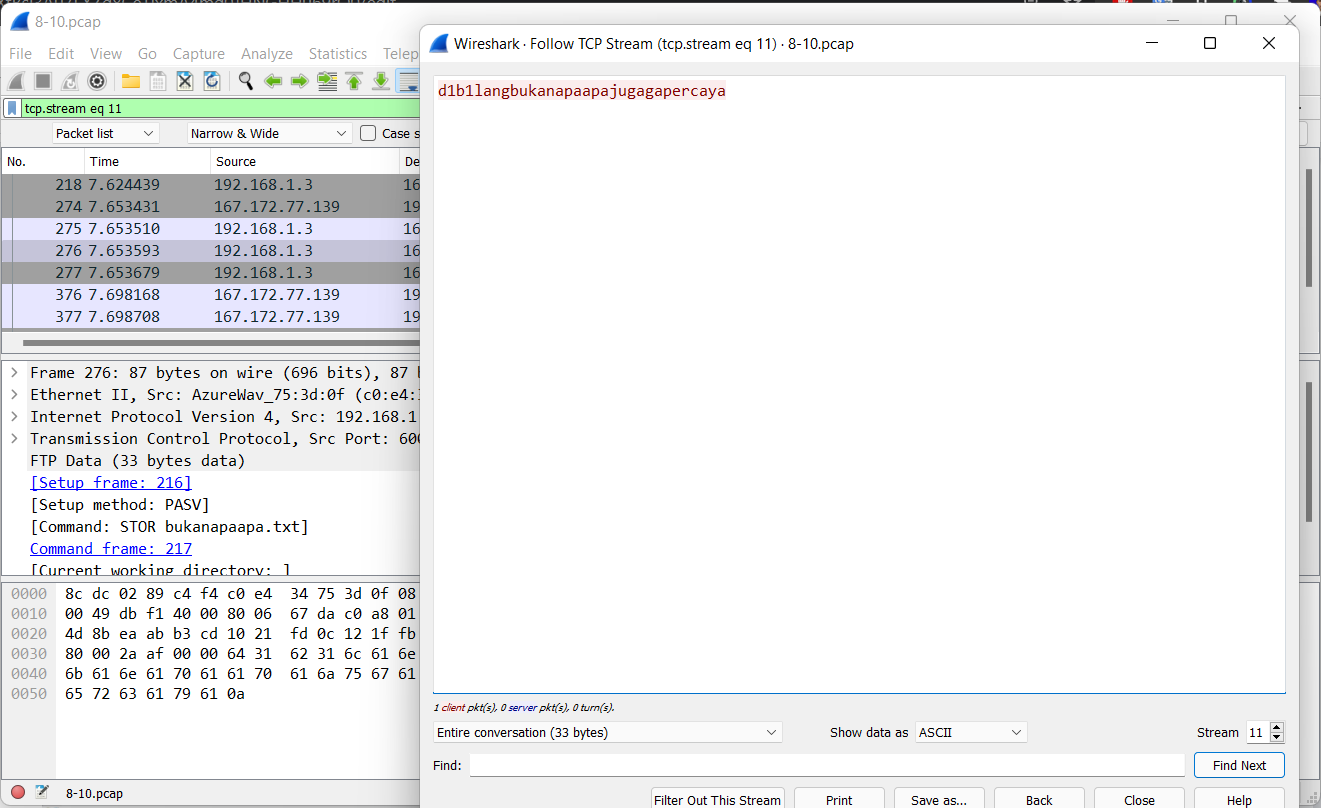 8-10.pcap
File Edit View Go Capture Analyze Statistics
tcp.stream eq 11
Packet list
Narrow & Wide
No. Time Source
218 7.624439 192.168.1.3
274 7.653431 167.172.77.139
275 7.653510 192.168.1.3
276 7.653593 192.168.1.3
277 7.653679 192.168.1.3
376 7.698168 167.172.77.139
377 7.698708 167.172.77.139
Frame 276: 87 bytes on wire (696 bits), 87
Ethernet II, Src: AzureWav_75:3d:0f (c0:e4:
Internet Protocol Version 4, Src: 192.168.1
Transmission Control Protocol, Src Port: 600
FTP Data (33 bytes data)
[Setup frame: 216]
[Setup method: PASV]
[Command: STOR bukanapaapa.txt]
Command frame: 217
[Current working directory: ]
0000 8c dc 02 89 c4 f4 c0 e4 34 75 3d 0f 08
0010 00 49 db f1 40 00 80 06 67 da c0 a8 01
0020 4d 8b ea ab b3 cd 10 21 fd 0c 12 1f fb
0030 80 00 2a af 00 00 64 31 62 31 6c 61 6e
0040 6b 61 6e 61 70 61 61 70 61 6a 75 67 61
0050 65 72 63 61 79 61 0a
8-10.pcap
Wireshark · Follow TCP Stream (tcp.stream eq 11) · 8-10.pcap
d1b1langbukanapaapajugagapercaya
1 client pkt(s), 0 server pkt(s), 0 turn(s).
Entire conversation (33 bytes)
Show data as ASCII
Stream 11
Find:
Find Next
Filter Out This Stream
Print
Save as...
Back
Close
Help